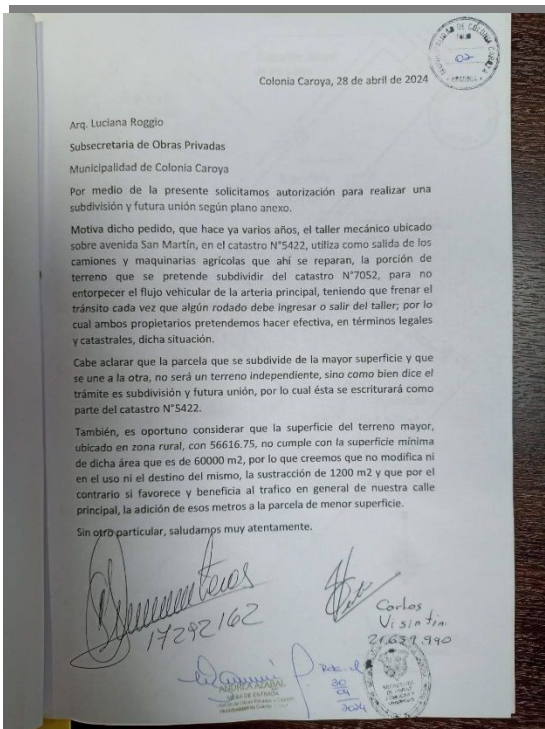 MUNICIPALIDAD DE COLONIA CAROYA
FOLIO
02
Colonia Caroya, 28 de abril de 2024
Arq. Luciana Roggio
Subsecretaria de Obras Privadas
Municipalidad de Colonia Caroya
Por medio de la presente solicitamos autorización para realizar una
subdivisión y futura unión según plano anexo.
Motiva dicho pedido, que hace ya varios años, el taller mecánico ubicado
sobre avenida San Martín, en el catastro N°5422, utiliza como salida de los
camiones y maquinarias agrícolas que ahí se reparan, la porción de
terreno que se pretende subdividir del catastro N°7052, para no
entorpecer el flujo vehicular de la arteria principal, teniendo que frenar el
tránsito cada vez que algún rodado debe ingresar o salir del taller; por lo
cual ambos propietarios pretendemos hacer efectiva, en términos legales
y catastrales, dicha situación.
Cabe aclarar que la parcela que se subdivide de la mayor superficie y que
se une a la otra, no será un terreno independiente, sino como bien dice el
trámite es subdivisión y futura unión, por lo cual ésta se escriturará como
parte del catastro N°5422.
También, es oportuno considerar que la superficie del terreno mayor,
ubicado en zona rural, con 56616.75, no cumple con la superficie mínima
de dicha área que es de 60000 m2, por lo que creemos que no modifica ni
en el uso ni el destino del mismo, la sustracción de 1200 m2 y que por el
contrario si favorece y beneficia al trafico en general de nuestra calle
principal, la adición de esos metros a la parcela de menor superficie.
Sin otro particular, saludamos muy atentamente.
17292162
Carlos
Visintin
21.639.990
ANDREA AZABAL
MESA DE ENTRADA
30
04
2024